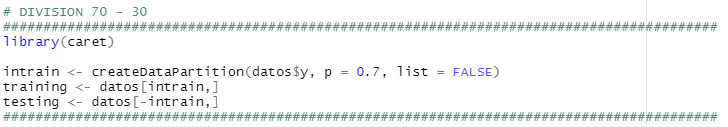 # DIVISION 70 - 30
##########################################################################################
library(caret)
intrain <- createDataPartition(datos$y, p = 0.7, list = FALSE)
training <- datos[intrain,]
testing <- datos[-intrain,]
##########################################################################################